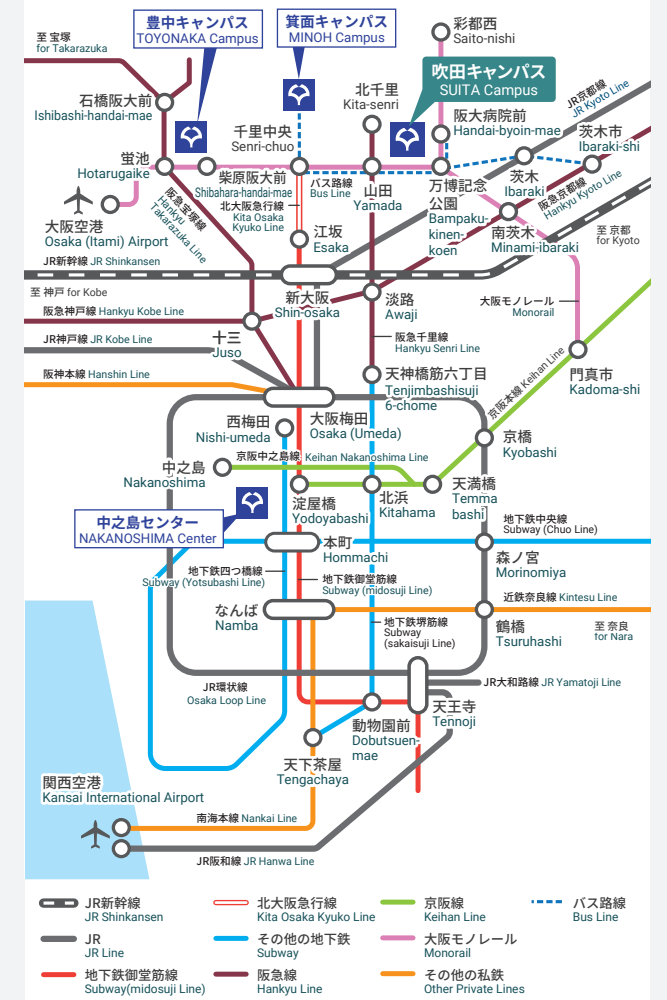 豊中キャンパス
TOYONAKA Campus
箕面キャンパス
MINOH Campus
彩都西
Saito-nishi
至 宝塚
for Takarazuka
吹田キャンパス
SUITA Campus
石橋阪大前
Ishibashi-handai-mae
北千里
Kita-senri
JR京都線
JR Kyoto Line
阪大病院前
Handai-byoin-mae
千里中央
Senri-chuo
茨木市
Ibaraki-shi
蛍池
Hotarugaike
柴原阪大前
Shibahara-handai-mae
バス路線
Bus Line
山田
Yamada
万博記念
公園
Bampaku-
kinen-
koen
茨木
Ibaraki
阪急京都線
Hankyu Kyoto Line
阪急宝塚線
Hankyu
Takarazuka Line
北大阪急行線
Kita Osaka
Kyuko Line
大阪空港
Osaka (Itami) Airport
江坂
Esaka
南茨木
Minami-ibaraki
至 京都
for Kyoto
JR新幹線 JR Shinkansen
至 神戸 for Kobe
新大阪
Shin-osaka
淡路
Awaji
大阪モノレール
Monorail
阪急神戸線 Hankyu Kobe Line
十三
Juso
JR神戸線 JR Kobe Line
阪急千里線
Hankyu Senri Line
阪神本線 Hanshin Line
天神橋筋六丁目
Tenjimbashisuji
6-chome
京阪本線 Keihan Line
門真市
Kadoma-shi
西梅田
Nishi-umeda
大阪梅田
Osaka (Umeda)
京橋
Kyobashi
京阪中之島線 Keihan Nakanoshima Line
中之島
Nakanoshima
淀屋橋
Yodoyabashi
北浜
Kitahama
天満橋
Temma
bashi
中之島センター
NAKANOSHIMA Center
地下鉄中央線
Subway (Chuo Line)
本町
Hommachi
森ノ宮
Morinomiya
地下鉄四つ橋線
Subway (Yotsubashi Line)
地下鉄御堂筋線
Subway (midosuji Line)
近鉄奈良線 Kintesu Line
なんば
Namba
地下鉄堺筋線
Subway
(sakaisuji Line)
鶴橋
Tsuruhashi
至 奈良
for Nara
JR環状線
Osaka Loop Line
JR大和路線 JR Yamatoji Line
天王寺
Tennoji
動物園前
Dobutsuen-
mae
天下茶屋
Tengachaya
関西空港
Kansai International Airport
南海本線 Nankai Line
JR阪和線 JR Hanwa Line
JR新幹線
JR Shinkansen
北大阪急行線
Kita Osaka Kyuko Line
京阪線
Keihan Line
バス路線
Bus Line
JR
JR Line
その他の地下鉄
Subway
大阪モノレール
Monorail
地下鉄御堂筋線
Subway(midosuji Line)
阪急線
Hankyu Line
その他の私鉄
Other Private Lines